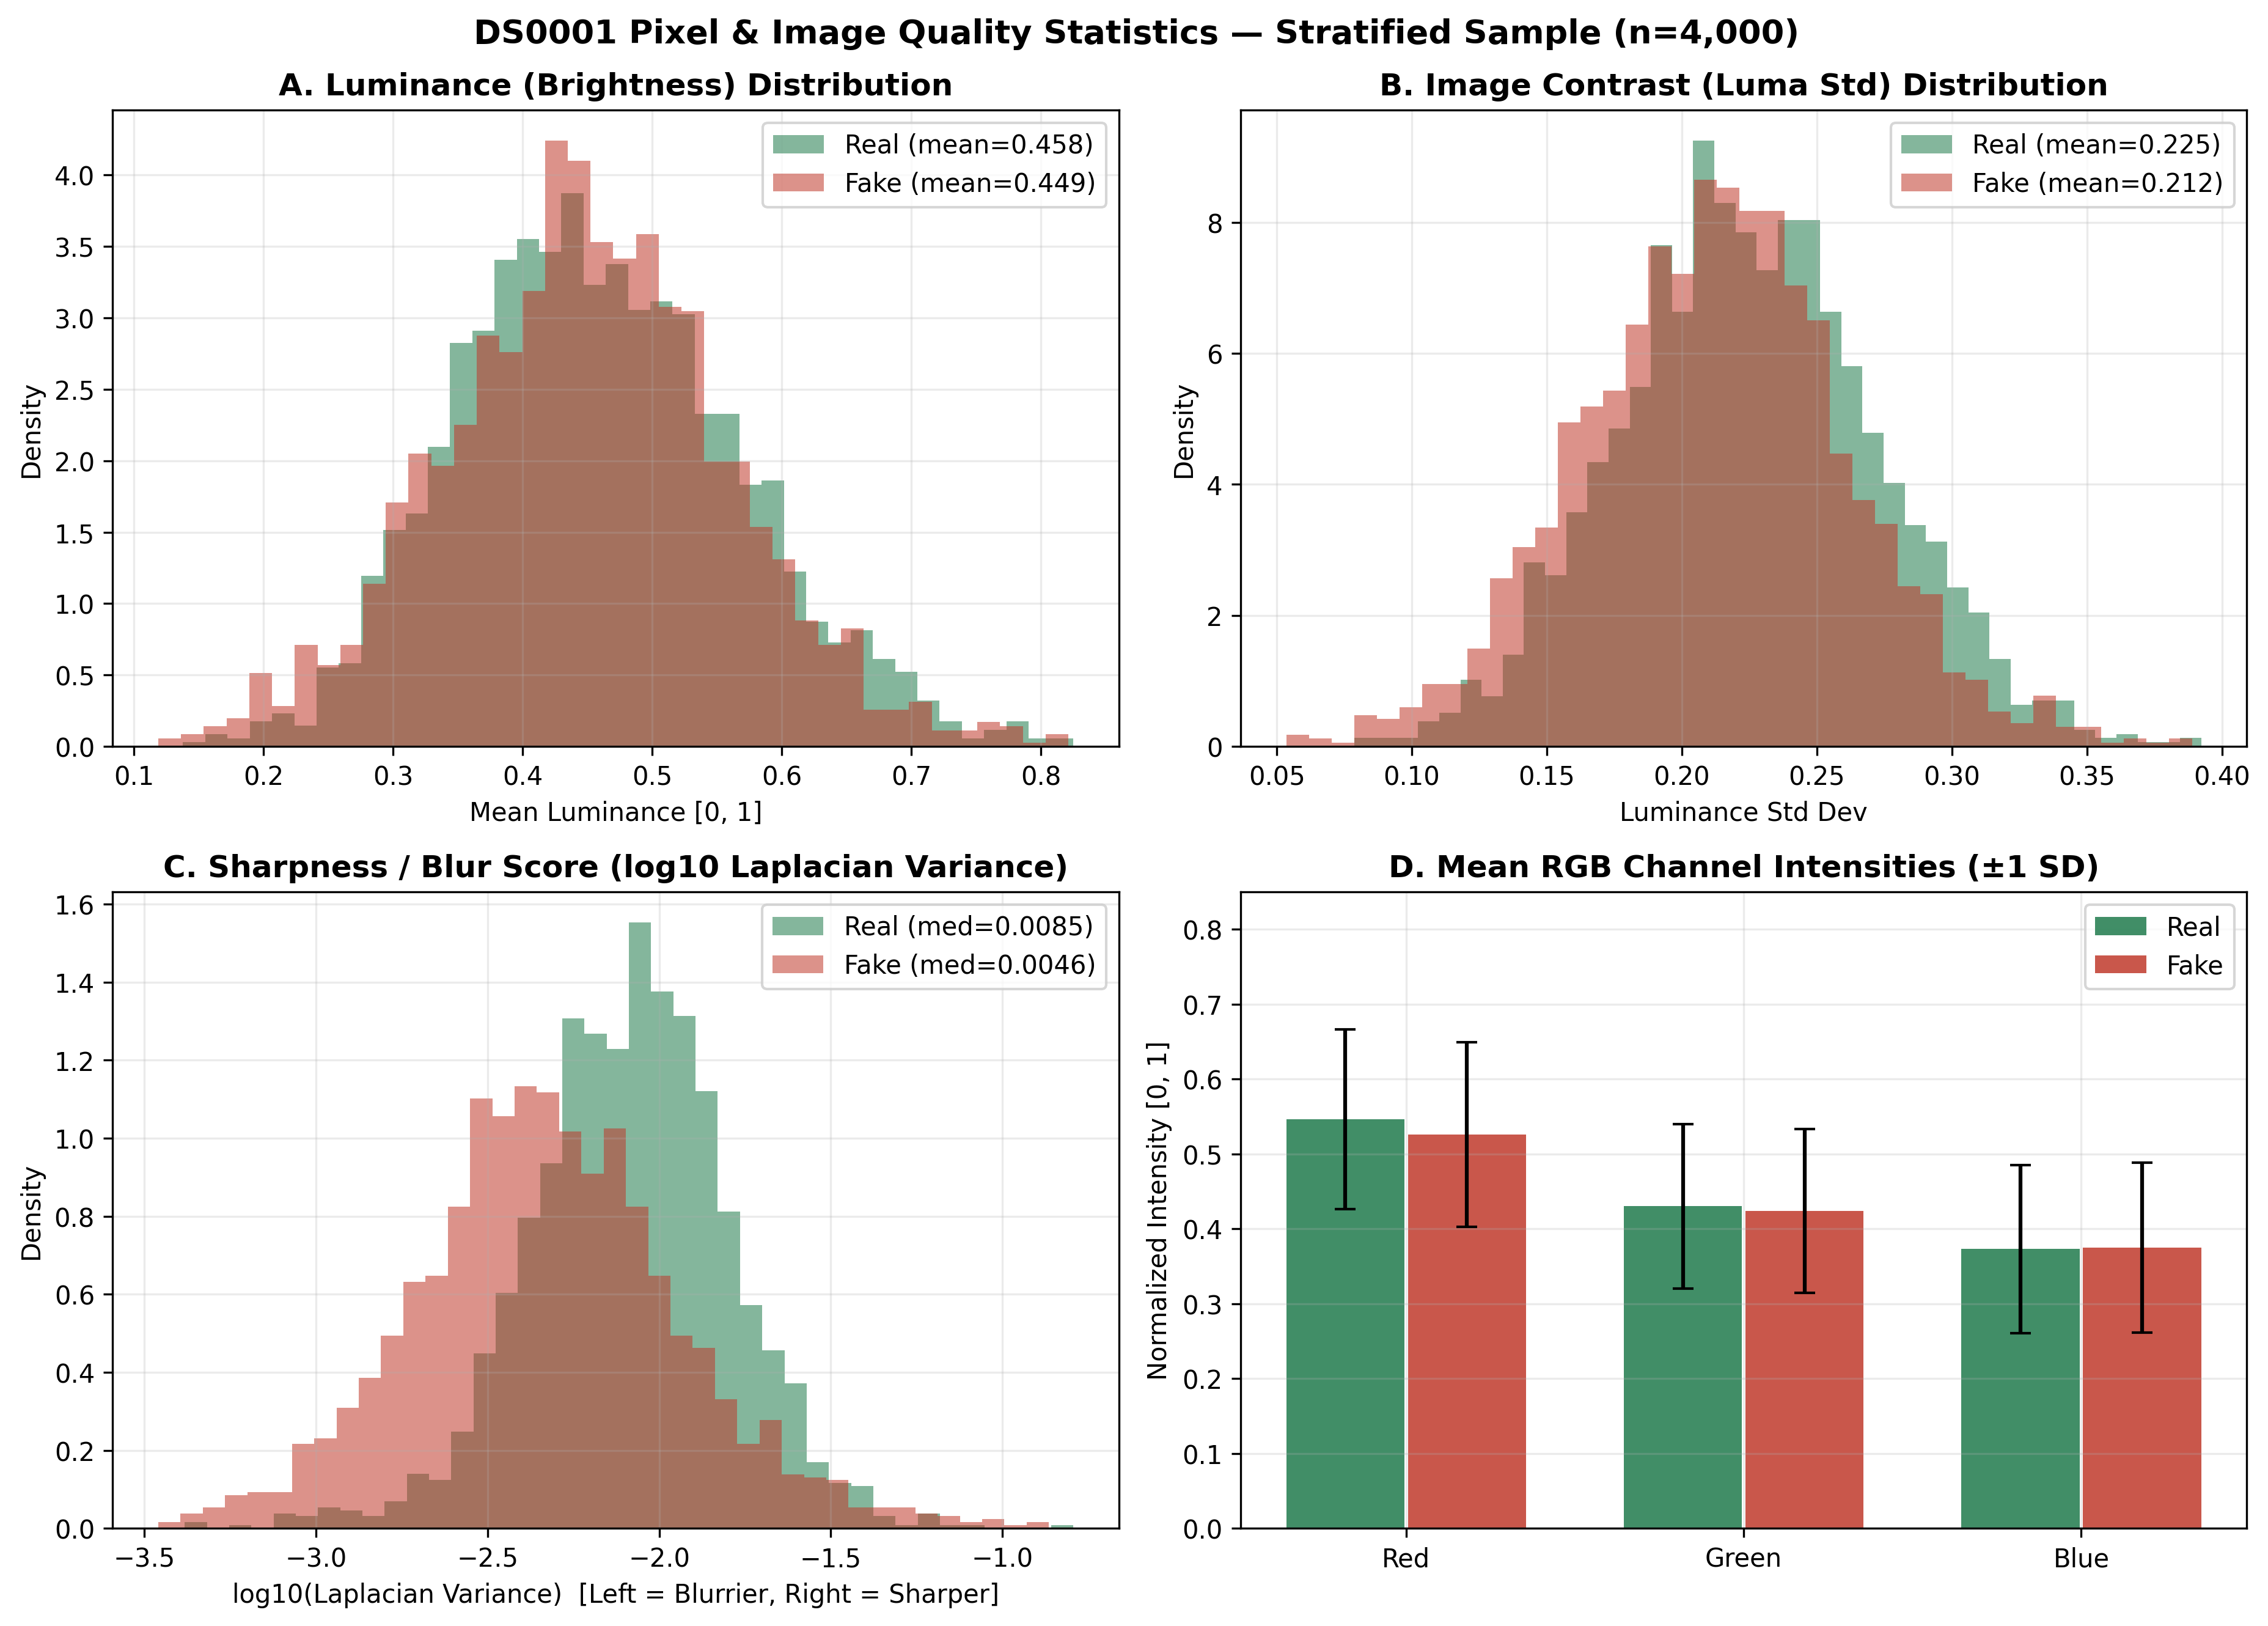 DS0001 Pixel & Image Quality Statistics — Stratified Sample (n=4,000)
A. Luminance (Brightness) Distribution
Real (mean=0.458)
Fake (mean=0.449)
Density
4.0
3.5
3.0
2.5
2.0
1.5
1.0
0.5
0.0
0.1 0.2 0.3 0.4 0.5 0.6 0.7 0.8
Mean Luminance [0, 1]
B. Image Contrast (Luma Std) Distribution
Real (mean=0.225)
Fake (mean=0.212)
Density
8
6
4
2
0
0.05 0.10 0.15 0.20 0.25 0.30 0.35 0.40
Luminance Std Dev
C. Sharpness / Blur Score (log10 Laplacian Variance)
Real (med=0.0085)
Fake (med=0.0046)
Density
1.6
1.4
1.2
1.0
0.8
0.6
0.4
0.2
0.0
−3.5 −3.0 −2.5 −2.0 −1.5 −1.0
log10(Laplacian Variance)  [Left = Blurrier, Right = Sharper]
D. Mean RGB Channel Intensities (±1 SD)
Real
Fake
Normalized Intensity [0, 1]
0.8
0.7
0.6
0.5
0.4
0.3
0.2
0.1
0.0
Red Green Blue